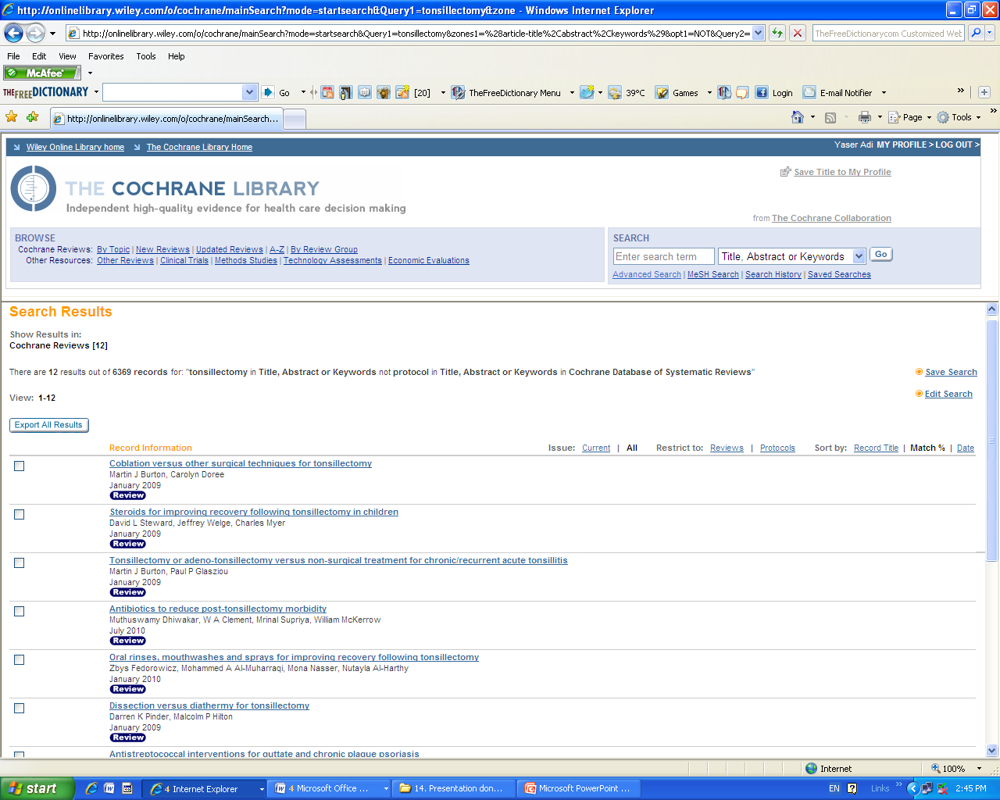 http://onlinelibrary.wiley.com/o/cochrane/mainSearch?mode=startsearch&Query1=tonsillectomy&zone - Windows Internet Explorer
http://onlinelibrary.wiley.com/o/cochrane/mainSearch?mode=startsearch&Query1=tonsillectomy&zones1=%28article-title%2Cabstract%2Ckeywords%29&opt1=NOT&Query2=
TheFreeDictionarycom Customized Wet
File Edit View Favorites Tools Help
McAfee
THEFREEDICTIONARY Go [20] TheFreeDictionary Menu 39°C Games Login E-mail Notifier »
http://onlinelibrary.wiley.com/o/cochrane/mainSearch... Page Tools »
Wiley Online Library home The Cochrane Library Home Yaser Adi MY PROFILE > LOG OUT >
Save Title to My Profile
THE COCHRANE LIBRARY
Independent high-quality evidence for health care decision making
from The Cochrane Collaboration
BROWSE
Cochrane Reviews: By Topic | New Reviews | Updated Reviews | A-Z | By Review Group
Other Resources: Other Reviews | Clinical Trials | Methods Studies | Technology Assessments | Economic Evaluations
SEARCH
Enter search term Title, Abstract or Keywords Go
Advanced Search | MeSH Search | Search History | Saved Searches
Search Results
Show Results in:
Cochrane Reviews [12]
There are 12 results out of 6369 records for: "tonsillectomy in Title, Abstract or Keywords not protocol in Title, Abstract or Keywords in Cochrane Database of Systematic Reviews"
Save Search
View: 1-12
Edit Search
Export All Results
Record Information Issue: Current | All Restrict to: Reviews | Protocols Sort by: Record Title | Match % | Date
Coblation versus other surgical techniques for tonsillectomy
Martin J Burton, Carolyn Doree
January 2009
Review
Steroids for improving recovery following tonsillectomy in children
David L Steward, Jeffrey Welge, Charles Myer
January 2009
Review
Tonsillectomy or adeno-tonsillectomy versus non-surgical treatment for chronic/recurrent acute tonsillitis
Martin J Burton, Paul P Glasziou
January 2009
Review
Antibiotics to reduce post-tonsillectomy morbidity
Muthuswamy Dhiwakar, W A Clement, Mrinal Supriya, William McKerrow
July 2010
Review
Oral rinses, mouthwashes and sprays for improving recovery following tonsillectomy
Zbys Fedorowicz, Mohammed A Al-Muharraqi, Mona Nasser, Nutayla Al-Harthy
January 2010
Review
Dissection versus diathermy for tonsillectomy
Darren K Pinder, Malcolm P Hilton
January 2009
Review
Antistreptococcal interventions for guttate and chronic plaque psoriasis
Internet 100%
start 4 Internet Explorer 4 Microsoft Office ... 14. Presentation don... Microsoft PowerPoint ... EN Links » 2:45 PM